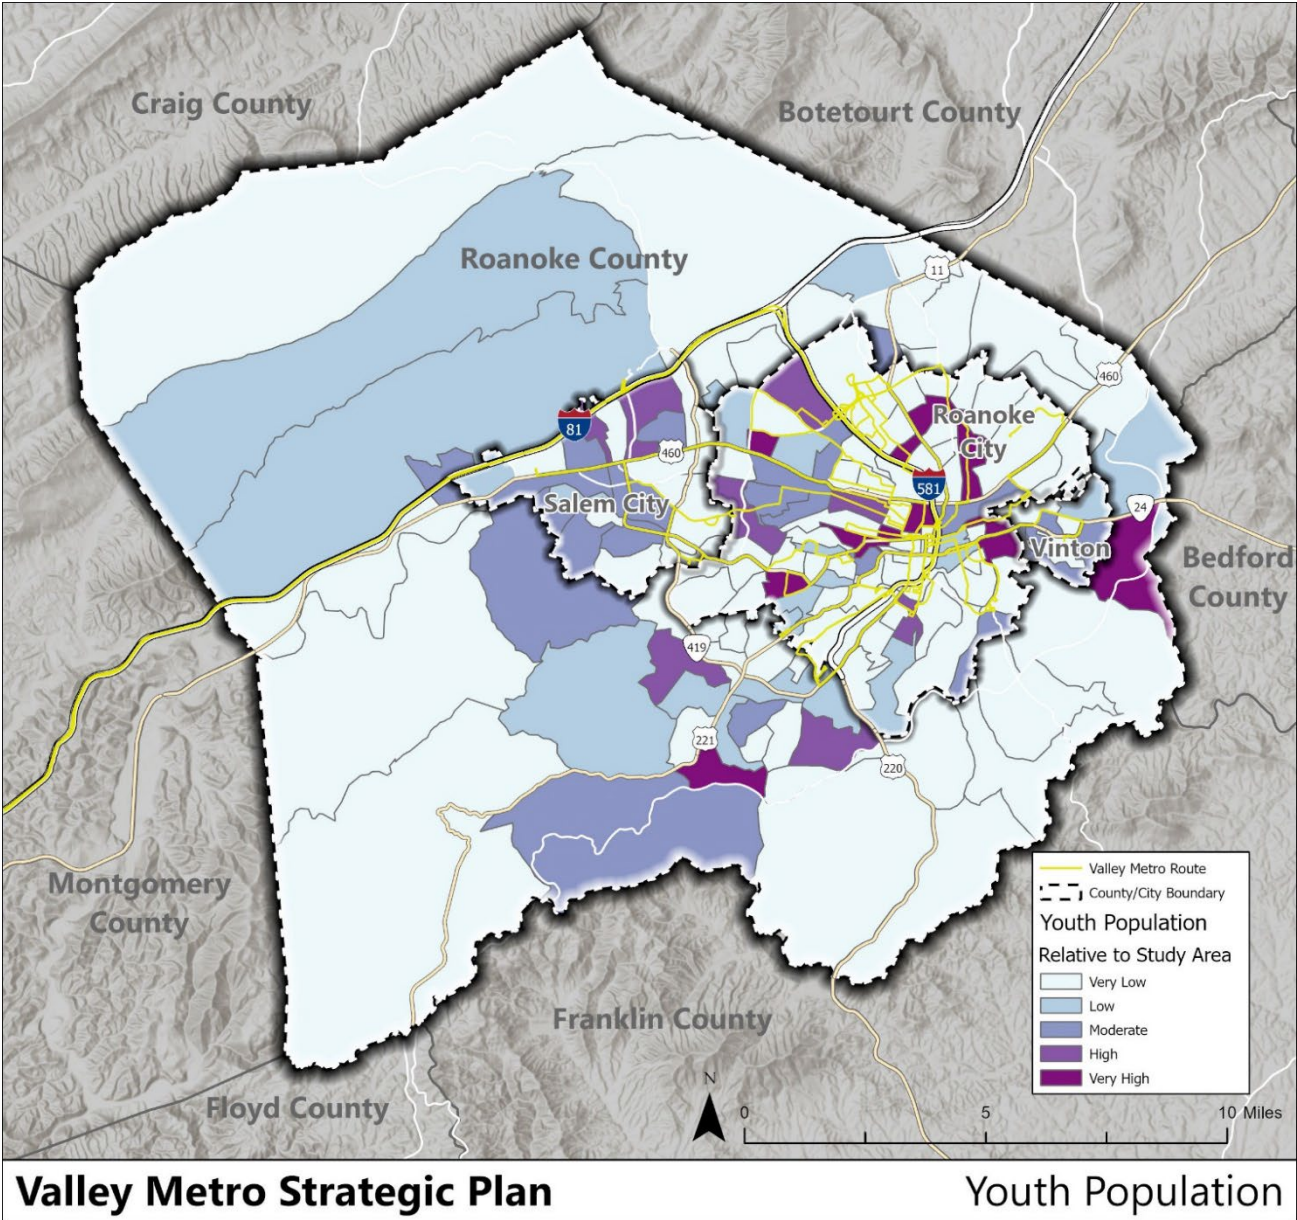 Craig County
Botetourt County
Roanoke County
11
460
Roanoke
City
81
460
581
Salem City
24
Vinton
Bedford
County
419
221
220
Montgomery
County
Valley Metro Route
County/City Boundary
Youth Population
Relative to Study Area
Very Low
Low
Moderate
High
Very High
Franklin County
Floyd County
N
0 5 10 Miles
Valley Metro Strategic Plan
Youth Population